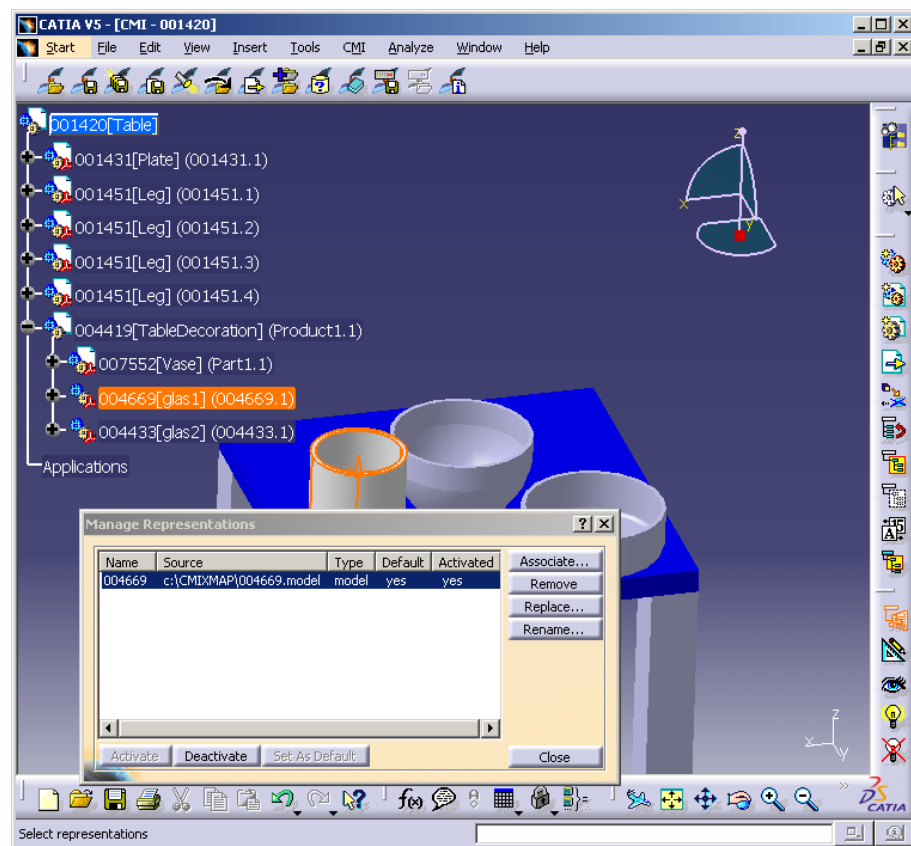 CATIA V5 - [CMI - 001420]
Start File Edit View Insert Tools CMI Analyze Window Help
001420[Table]
001431[Plate] (001431.1)
001451[Leg] (001451.1)
001451[Leg] (001451.2)
001451[Leg] (001451.3)
001451[Leg] (001451.4)
004419[TableDecoration] (Product1.1)
007552[Vase] (Part1.1)
004669[glas1] (004669.1)
004433[glas2] (004433.1)
Applications
z
x
y
Manage Representations
Name Source Type Default Activated
004669 c:\CMIXMAP\004669.model model yes yes
Associate...
Remove
Replace...
Rename...
Activate Deactivate Set As Default Close
z
x
y
f(x)
CATIA
Select representations